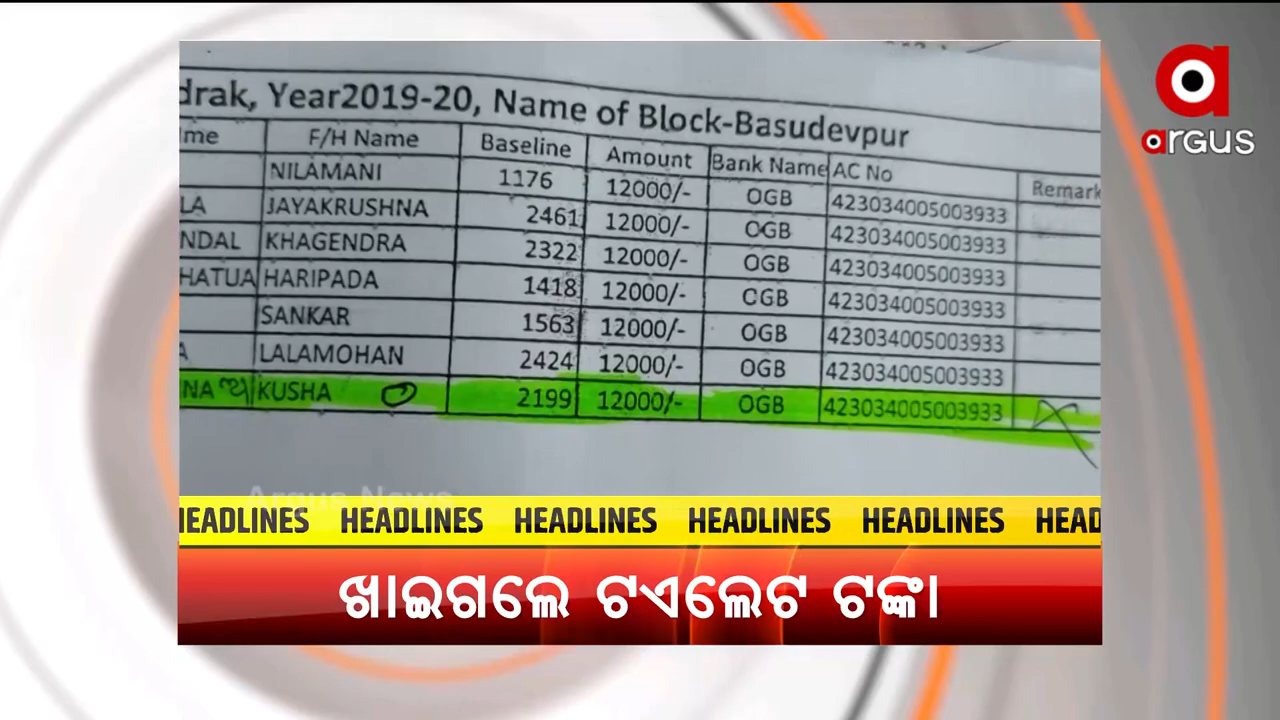 drak, Year2019-20, Name of Block-Basudevpur
me F/H Name Baseline Amount Bank Name AC No Remark
NILAMANI 1176 12000/- OGB 423034005003933
LA JAYAKRUSHNA 2461 12000/- OGB 423034005003933
NDAL KHAGENDRA 2322 12000/- OGB 423034005003933
HATUA HARIPADA 1418 12000/- OGB 423034005003933
SANKAR 1563 12000/- OGB 423034005003933
A LALAMOHAN 2424 12000/- OGB 423034005003933
NA KUSHA 2199 12000/- OGB 423034005003933
argus
Argus News
HEADLINES HEADLINES HEADLINES HEADLINES HEADLINES HEAD
ଖାଇଗଲେ ଟଏଲେଟ ଟଙ୍କା